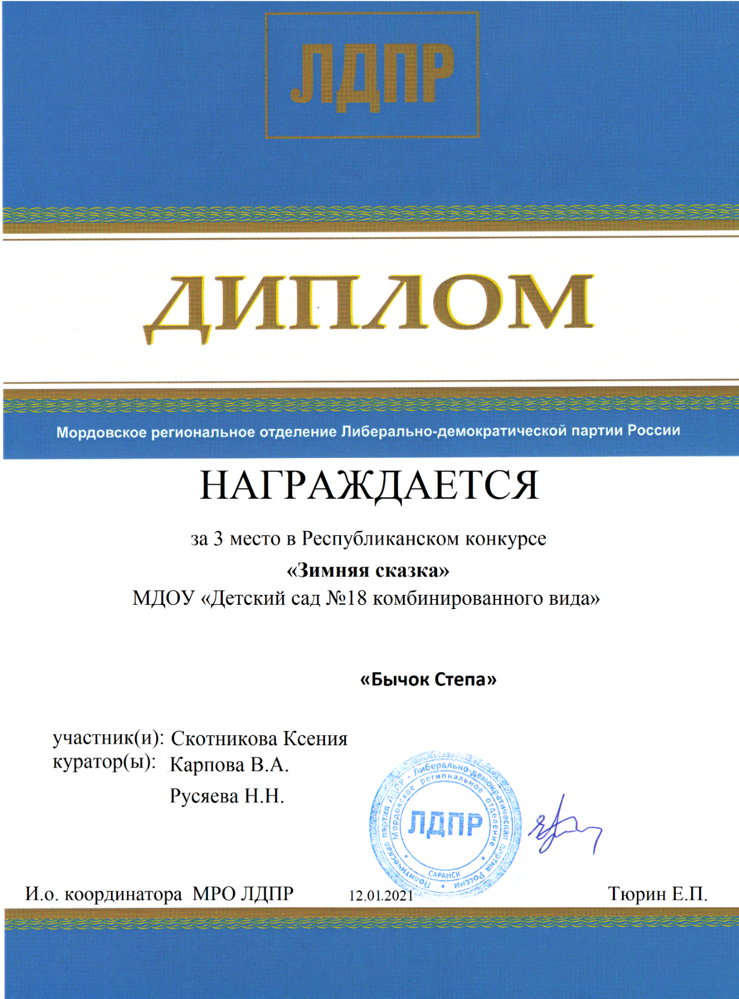 ЛДПР
ДИПЛОМ
Мордовское региональное отделение Либерально-демократической партии России
НАГРАЖДАЕТСЯ
за 3 место в Республиканском конкурсе
«Зимняя сказка»
МДОУ «Детский сад №18 комбинированного вида»
«Бычок Степа»
участник(и): Скотникова Ксения
куратор(ы): Карпова В.А.
Русяева Н.Н.
Политическая партия ЛДПР - Либерально-демократическая партия России
Мордовское региональное отделение
ЛДПР
САРАНСК
И.о. координатора МРО ЛДПР 12.01.2021 Тюрин Е.П.